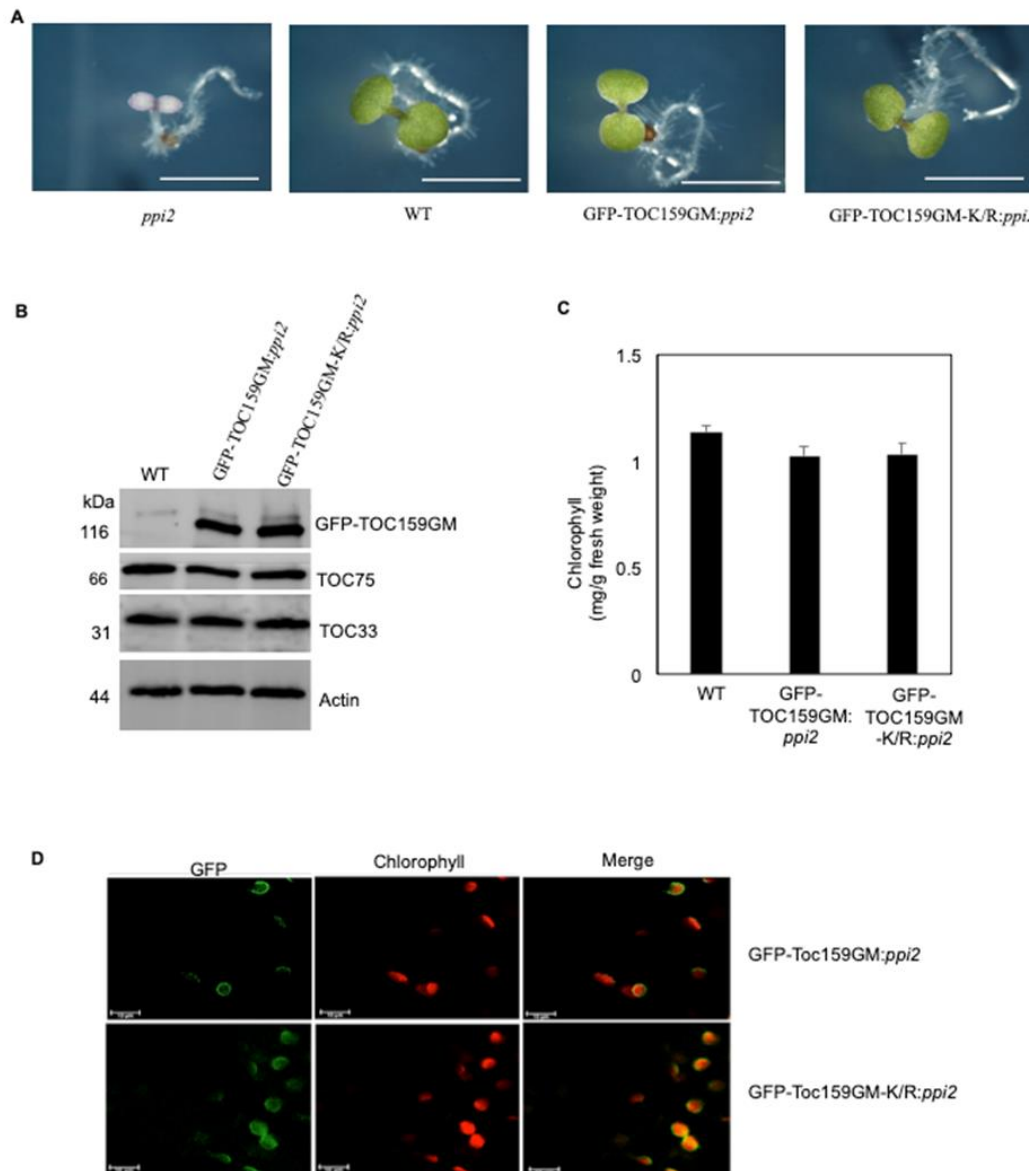 A
ppi2
WT
GFP-TOC159GM:ppi2
GFP-TOC159GM-K/R:ppi2
B
WT
GFP-TOC159GM:ppi2
GFP-TOC159GM-K/R:ppi2
kDa
116
GFP-TOC159GM
66
TOC75
31
TOC33
44
Actin
C
Chlorophyll
(mg/g fresh weight)
1.5
1
0.5
0
WT
GFP-
TOC159GM:
ppi2
GFP-
TOC159GM
-K/R:ppi2
D
GFP
Chlorophyll
Merge
GFP-Toc159GM:ppi2
GFP-Toc159GM-K/R:ppi2